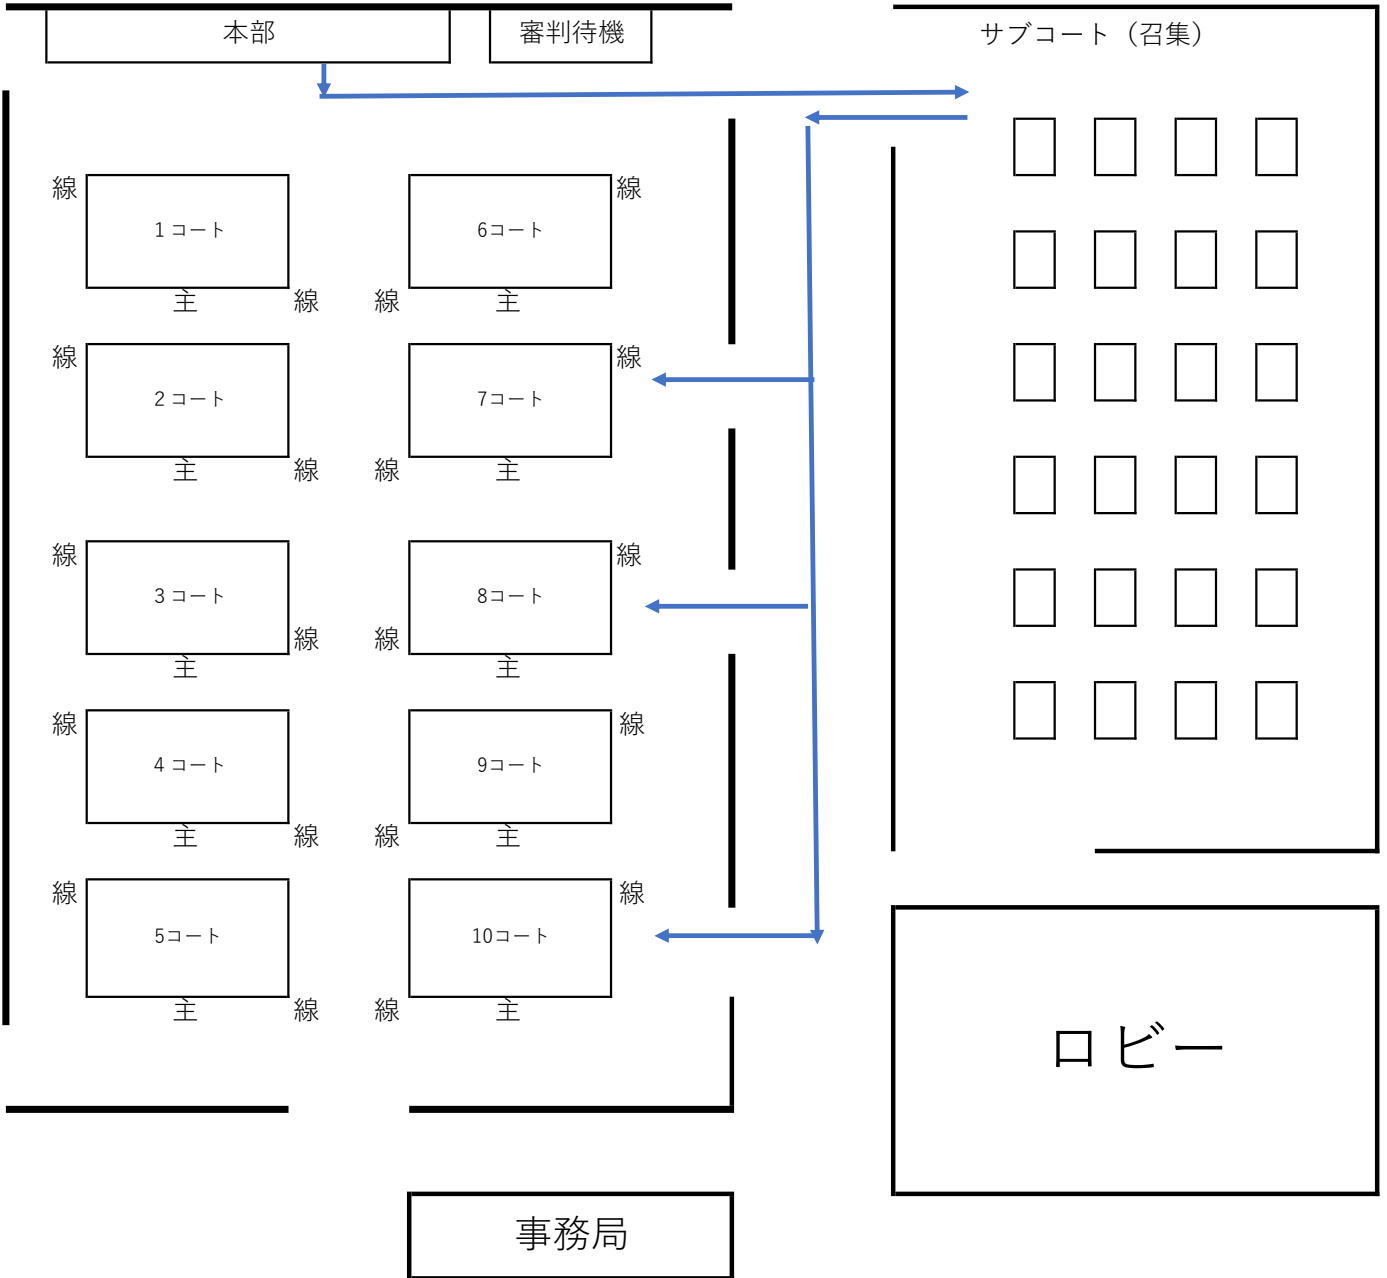 本部
審判待機
サブコート（召集）
線
線
1 コート
6コート
主
線
線
主
線
線
2 コート
7コート
主
線
線
主
線
線
3 コート
8コート
線
線
主
主
線
線
4 コート
9コート
主
線
線
主
線
線
5コート
10コート
主
線
線
主
ロビー
事務局